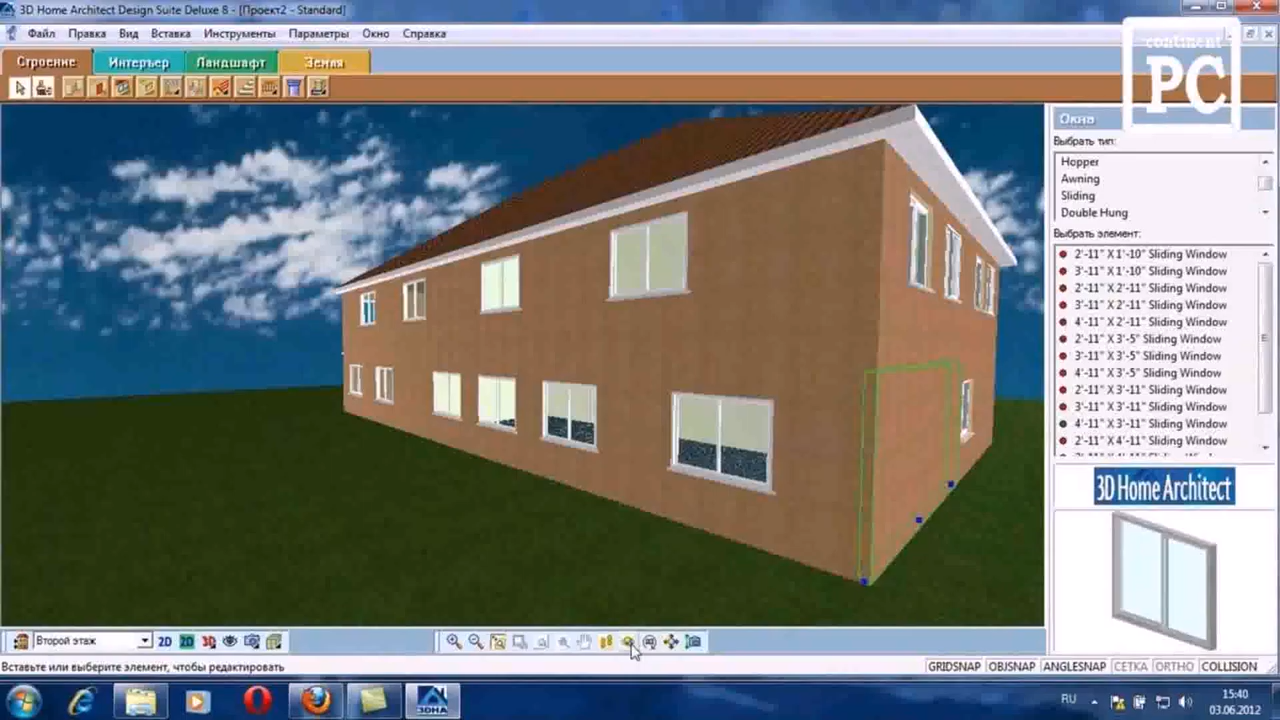 3D Home Architect Design Suite Deluxe 8 - [Проект2 - Standard]
Файл Правка Вид Вставка Инструменты Параметры Окно Справка
continent
PC
Строение Интерьер Ландшафт Земля
Окна
Выбрать тип:
Hopper
Awning
Sliding
Double Hung
Выбрать элемент:
2'-11" X 1'-10" Sliding Window
3'-11" X 1'-10" Sliding Window
2'-11" X 2'-11" Sliding Window
3'-11" X 2'-11" Sliding Window
4'-11" X 2'-11" Sliding Window
2'-11" X 3'-5" Sliding Window
3'-11" X 3'-5" Sliding Window
4'-11" X 3'-5" Sliding Window
2'-11" X 3'-11" Sliding Window
3'-11" X 3'-11" Sliding Window
4'-11" X 3'-11" Sliding Window
2'-11" X 4'-11" Sliding Window
3D Home Architect
Второй этаж 2D 2D 3D
Вставьте или выберите элемент, чтобы редактировать
GRIDSNAP OBJSNAP ANGLESNAP СЕТКА ORTHO COLLISION
3DHA
RU
15:40
03.06.2012